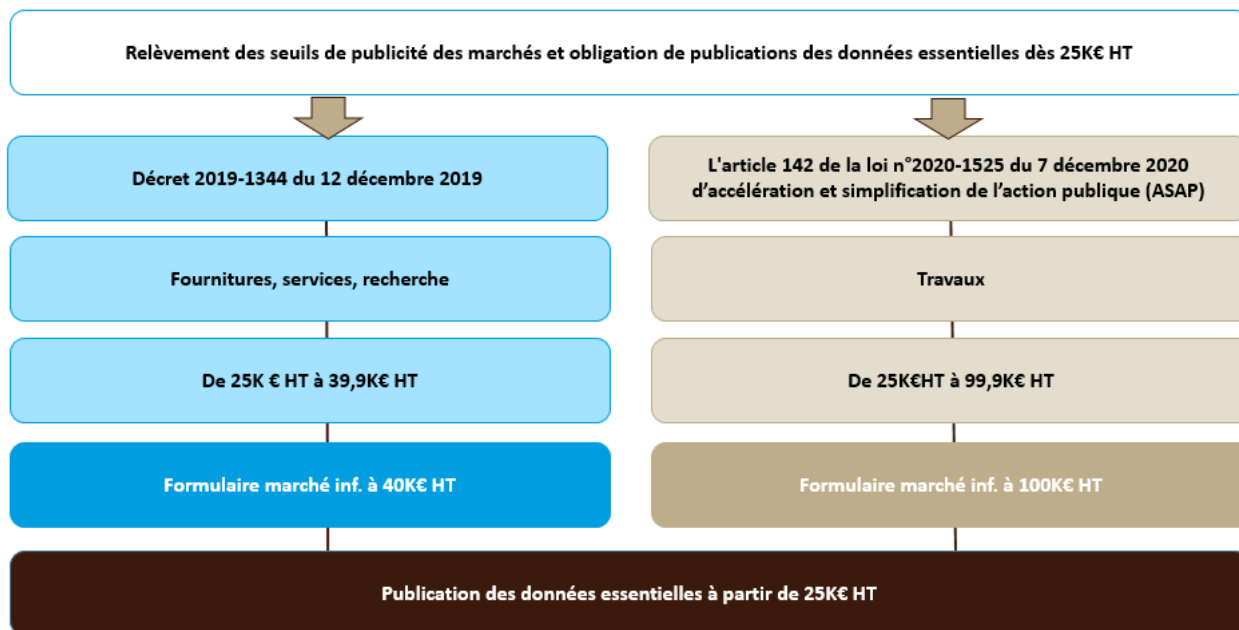 Relèvement des seuils de publicité des marchés et obligation de publications des données essentielles dès 25K€ HT
Décret 2019-1344 du 12 décembre 2019
L'article 142 de la loi n°2020-1525 du 7 décembre 2020
d’accélération et simplification de l’action publique (ASAP)
Fournitures, services, recherche
Travaux
De 25K € HT à 39,9K€ HT
De 25K€HT à 99,9K€ HT
Formulaire marché inf. à 40K€ HT
Formulaire marché inf. à 100K€ HT
Publication des données essentielles à partir de 25K€ HT